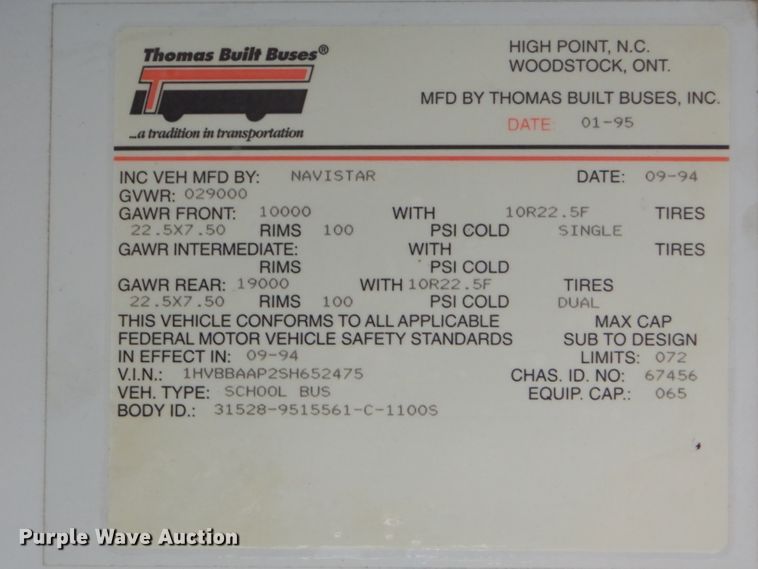 Thomas Built Buses®
...a tradition in transportation
HIGH POINT, N.C.
WOODSTOCK, ONT.
MFD BY THOMAS BUILT BUSES, INC.
DATE: 01-95
INC VEH MFD BY: NAVISTAR DATE: 09-94
GVWR: 029000
GAWR FRONT: 10000 WITH 10R22.5F TIRES
22.5X7.50 RIMS 100 PSI COLD SINGLE
GAWR INTERMEDIATE: WITH TIRES
RIMS PSI COLD
GAWR REAR: 19000 WITH 10R22.5F TIRES
22.5X7.50 RIMS 100 PSI COLD DUAL
THIS VEHICLE CONFORMS TO ALL APPLICABLE MAX CAP
FEDERAL MOTOR VEHICLE SAFETY STANDARDS SUB TO DESIGN
IN EFFECT IN: 09-94 LIMITS: 072
V.I.N.: 1HVBBAAP2SH652475 CHAS. ID. NO: 67456
VEH. TYPE: SCHOOL BUS EQUIP. CAP.: 065
BODY ID.: 31528-9515561-C-1100S
Purple Wave Auction